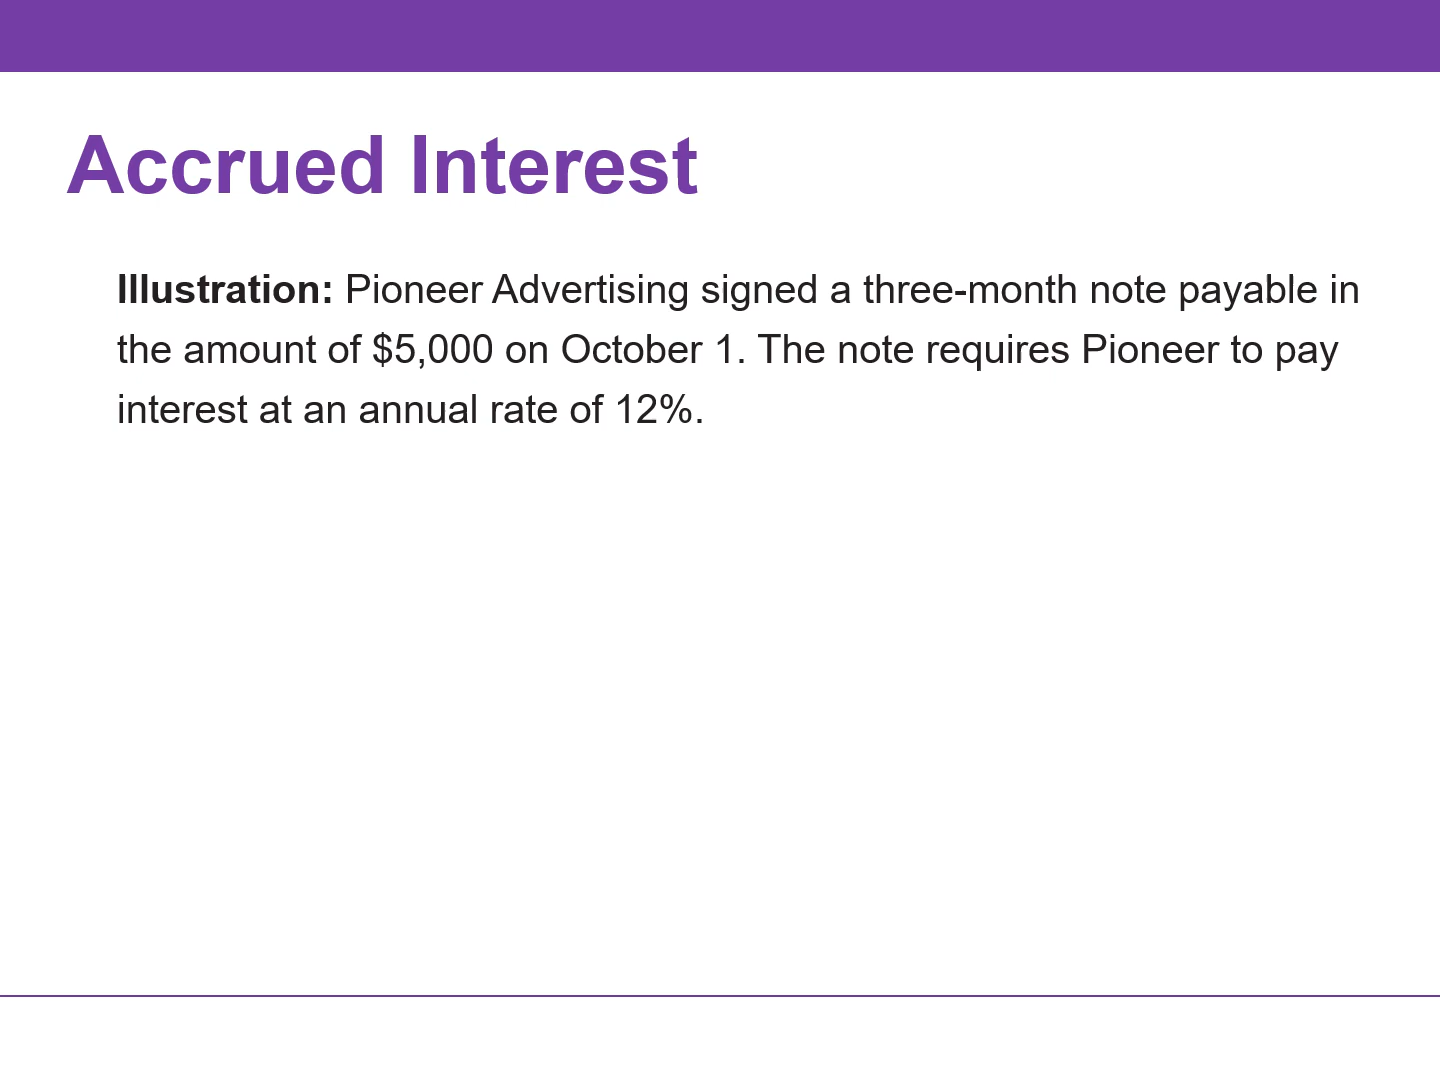 Accrued Interest
Illustration: Pioneer Advertising signed a three-month note payable in
the amount of $5,000 on October 1. The note requires Pioneer to pay
interest at an annual rate of 12%.